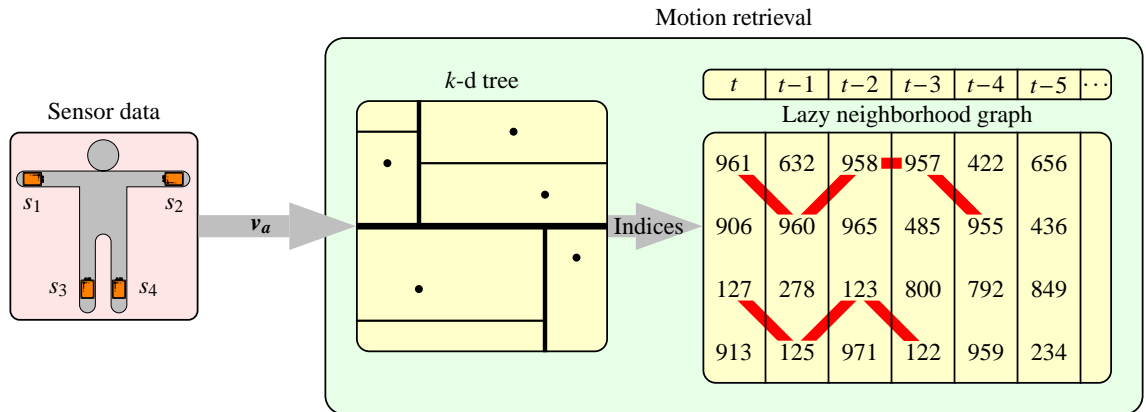 Motion retrieval
Sensor data
s1 s2
s3 s4
va
k-d tree
Indices
t t−1 t−2 t−3 t−4 t−5 ···
Lazy neighborhood graph
961 632 958 957 422 656
906 960 965 485 955 436
127 278 123 800 792 849
913 125 971 122 959 234